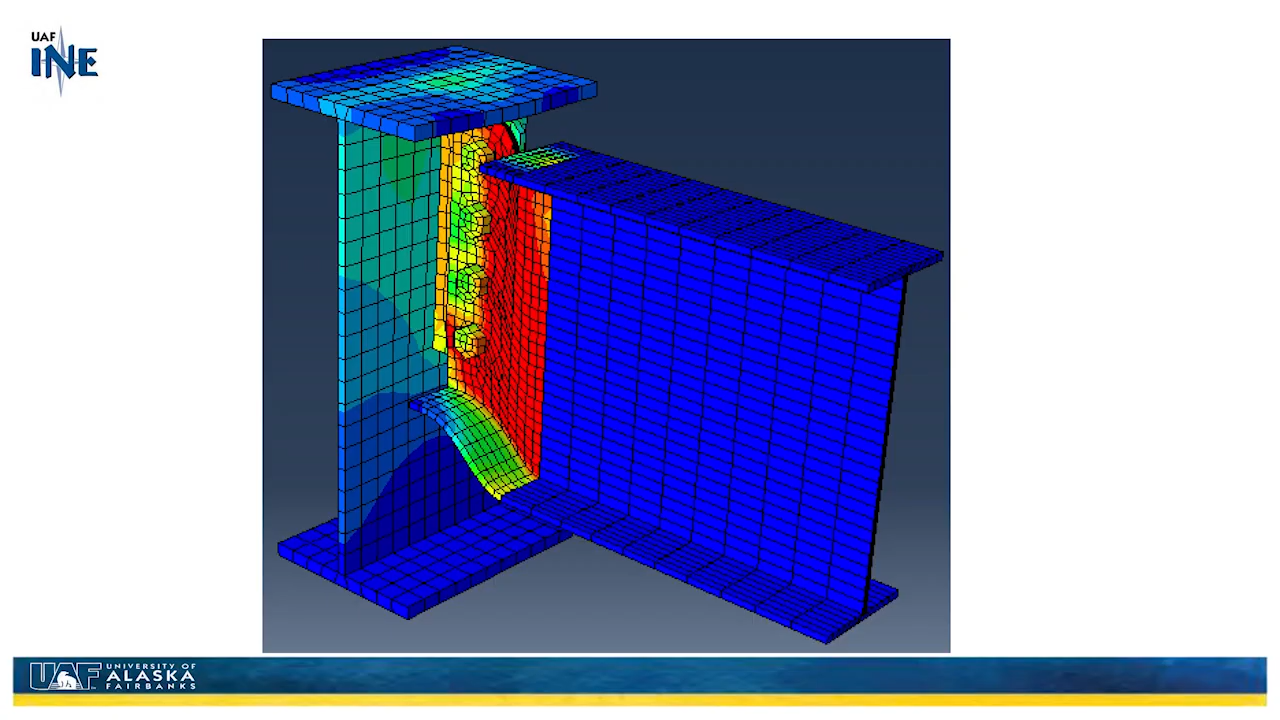 UAF
INE
UAF
UNIVERSITY OF
ALASKA
FAIRBANKS